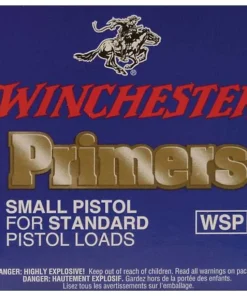 WINCHESTER
Primers
SMALL PISTOL
FOR STANDARD
PISTOL LOADS
WSP
DANGER: HIGHLY EXPLOSIVE! Keep out of reach of children. Read all warnings on pac
DANGER: HAUTEMENT EXPLOSIF. Gardez hors de la portée des enfants.
Lisez tous les avertissements sur l'emballage.